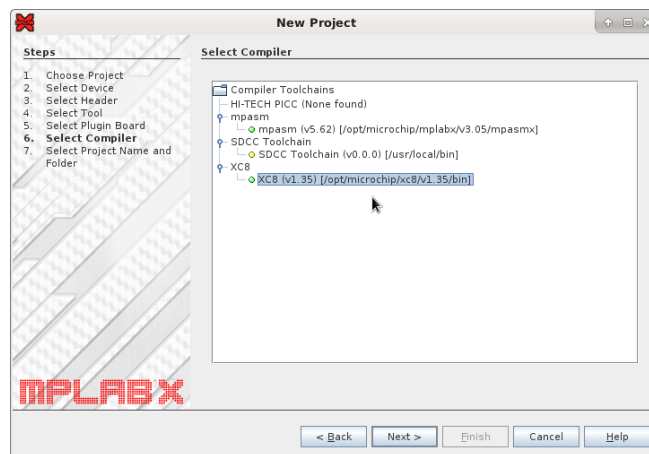 New Project
Steps
1. Choose Project
2. Select Device
3. Select Header
4. Select Tool
5. Select Plugin Board
6. Select Compiler
7. Select Project Name and
Folder
Select Compiler
Compiler Toolchains
HI-TECH PICC (None found)
mpasm
mpasm (v5.62) [/opt/microchip/mplabx/v3.05/mpasmx]
SDCC Toolchain
SDCC Toolchain (v0.0.0) [/usr/local/bin]
XC8
XC8 (v1.35) [/opt/microchip/xc8/v1.35/bin]
MPLAB X
< Back
Next >
Finish
Cancel
Help